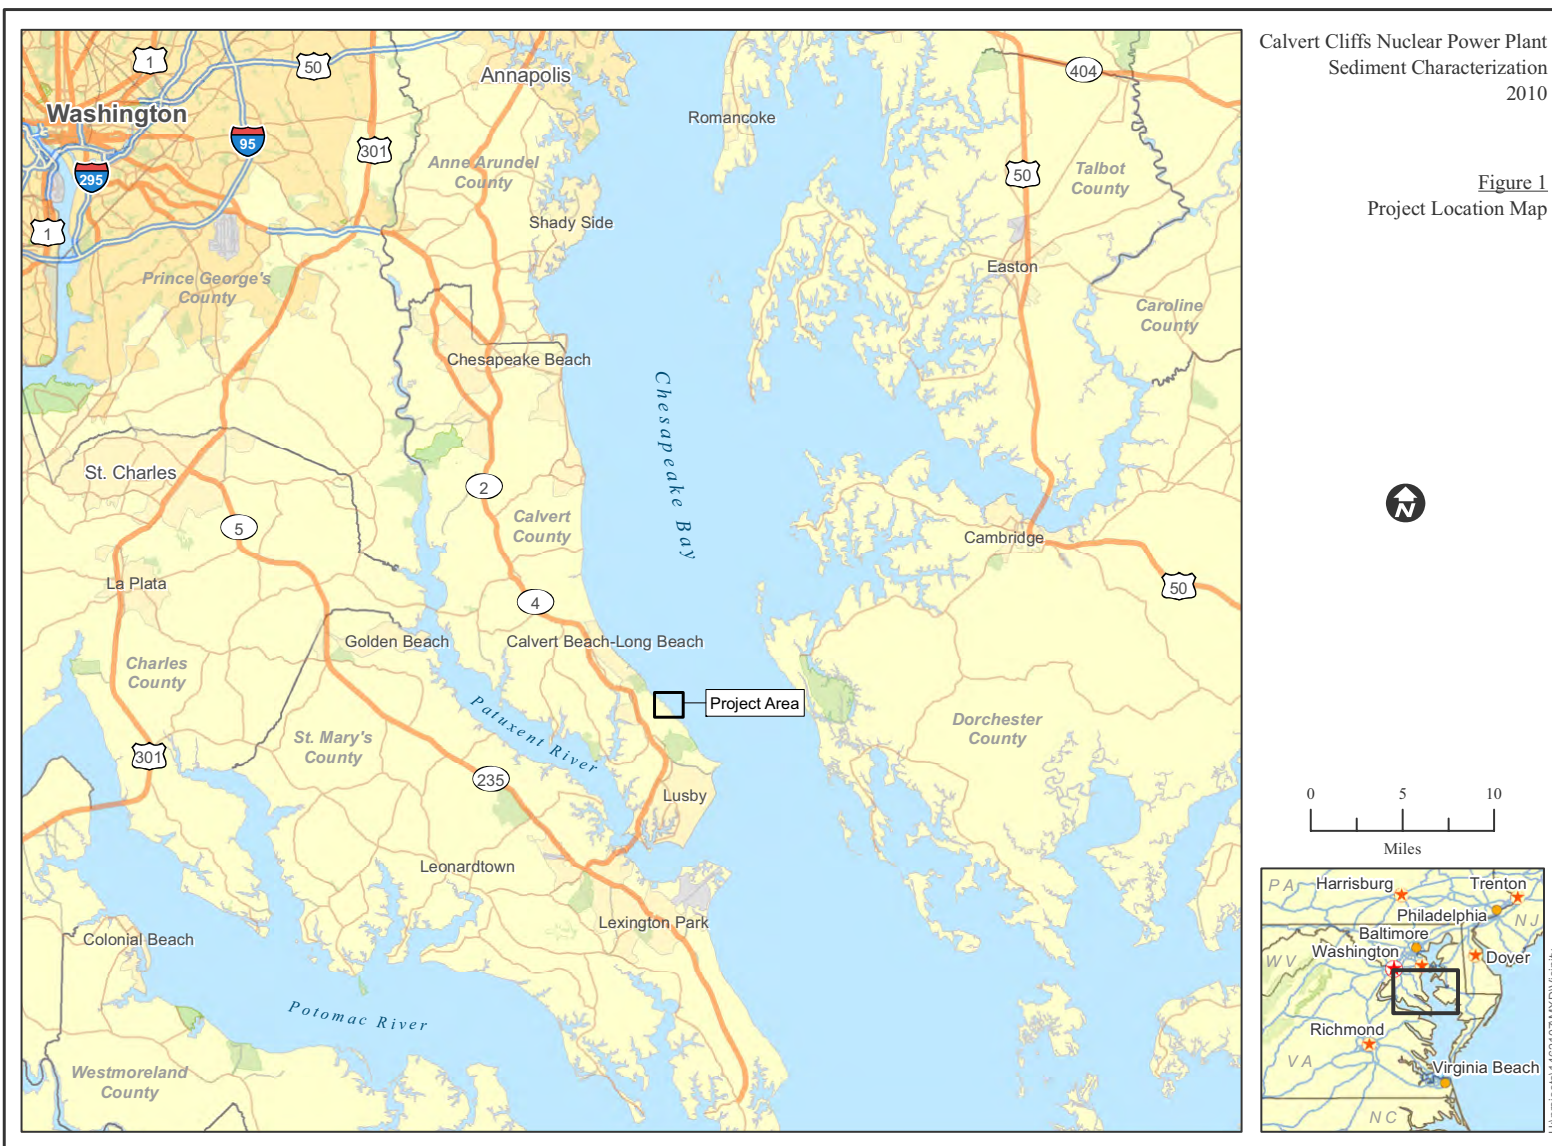 Calvert Cliffs Nuclear Power Plant
Sediment Characterization
2010
Figure 1
Project Location Map
1
50
Annapolis
404
Washington
Romancoke
95
301
Anne Arundel
County
Talbot
County
50
295
1
Shady Side
Easton
Prince George's
County
Caroline
County
Chesapeake Beach
Chesapeake Bay
St. Charles
2
5
Calvert
County
Cambridge
La Plata
4
50
Golden Beach
Calvert Beach-Long Beach
Charles
County
Project Area
Patuxent River
Dorchester
County
St. Mary's
County
301
235
Lusby
Leonardtown
Lexington Park
Colonial Beach
Potomac River
Westmoreland
County
N
0 5 10
Miles
PA
Harrisburg
Trenton
Philadelphia
NJ
Baltimore
Washington
WV
Dover
Richmond
VA
Virginia Beach
NC